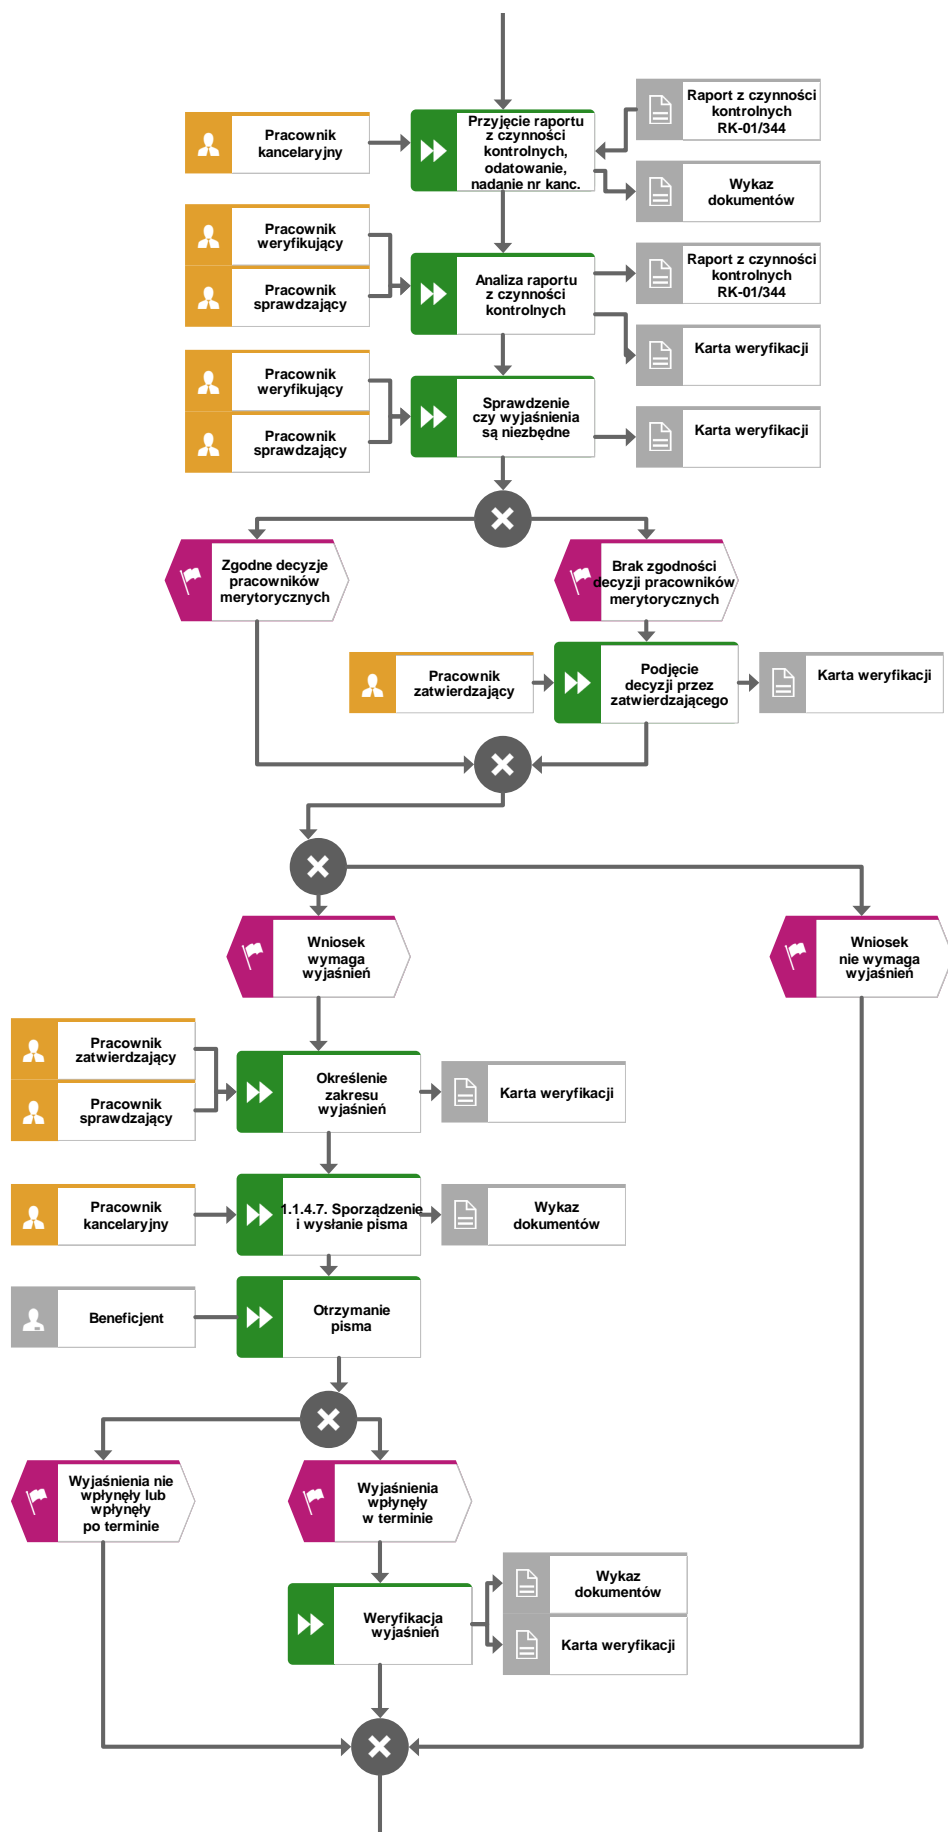 Pracownik
kancelaryjny
Przyjęcie raportu
z czynności
kontrolnych,
odatowanie,
nadanie nr kanc.
Raport z czynności
kontrolnych
RK-01/344
Wykaz
dokumentów
Pracownik
weryfikujący
Pracownik
sprawdzający
Analiza raportu
z czynności
kontrolnych
Raport z czynności
kontrolnych
RK-01/344
Karta weryfikacji
Pracownik
weryfikujący
Pracownik
sprawdzający
Sprawdzenie
czy wyjaśnienia
są niezbędne
Karta weryfikacji
Zgodne decyzje
pracowników
merytorycznych
Brak zgodności
decyzji pracowników
merytorycznych
Pracownik
zatwierdzający
Podjęcie
decyzji przez
zatwierdzającego
Karta weryfikacji
Wniosek
wymaga
wyjaśnień
Wniosek
nie wymaga
wyjaśnień
Pracownik
zatwierdzający
Pracownik
sprawdzający
Określenie
zakresu
wyjaśnień
Karta weryfikacji
Pracownik
kancelaryjny
1.1.4.7. Sporządzenie
i wysłanie pisma
Wykaz
dokumentów
Beneficjent
Otrzymanie
pisma
Wyjaśnienia nie
wpłynęły lub
wpłynęły
po terminie
Wyjaśnienia
wpłynęły
w terminie
Weryfikacja
wyjaśnień
Wykaz
dokumentów
Karta weryfikacji